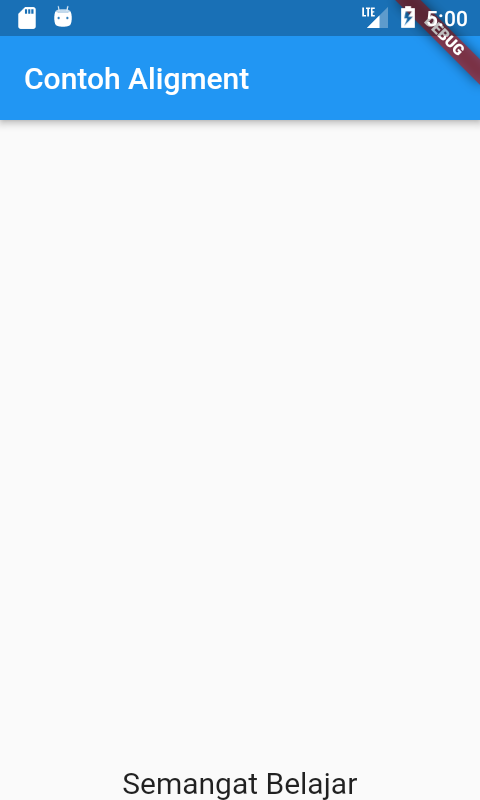 LTE 5:00
DEBUG
Contoh Aligment
Semangat Belajar